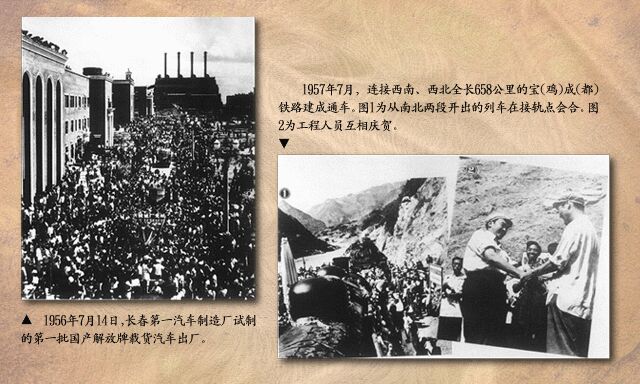 1957年7月，连接西南、西北全长658公里的宝(鸡)成(都)
铁路建成通车。图1为从南北两段开出的列车在接轨点会合。图
2为工程人员互相庆贺。
▼
1
2
▲ 1956年7月14日,长春第一汽车制造厂试制
的第一批国产解放牌载货汽车出厂。